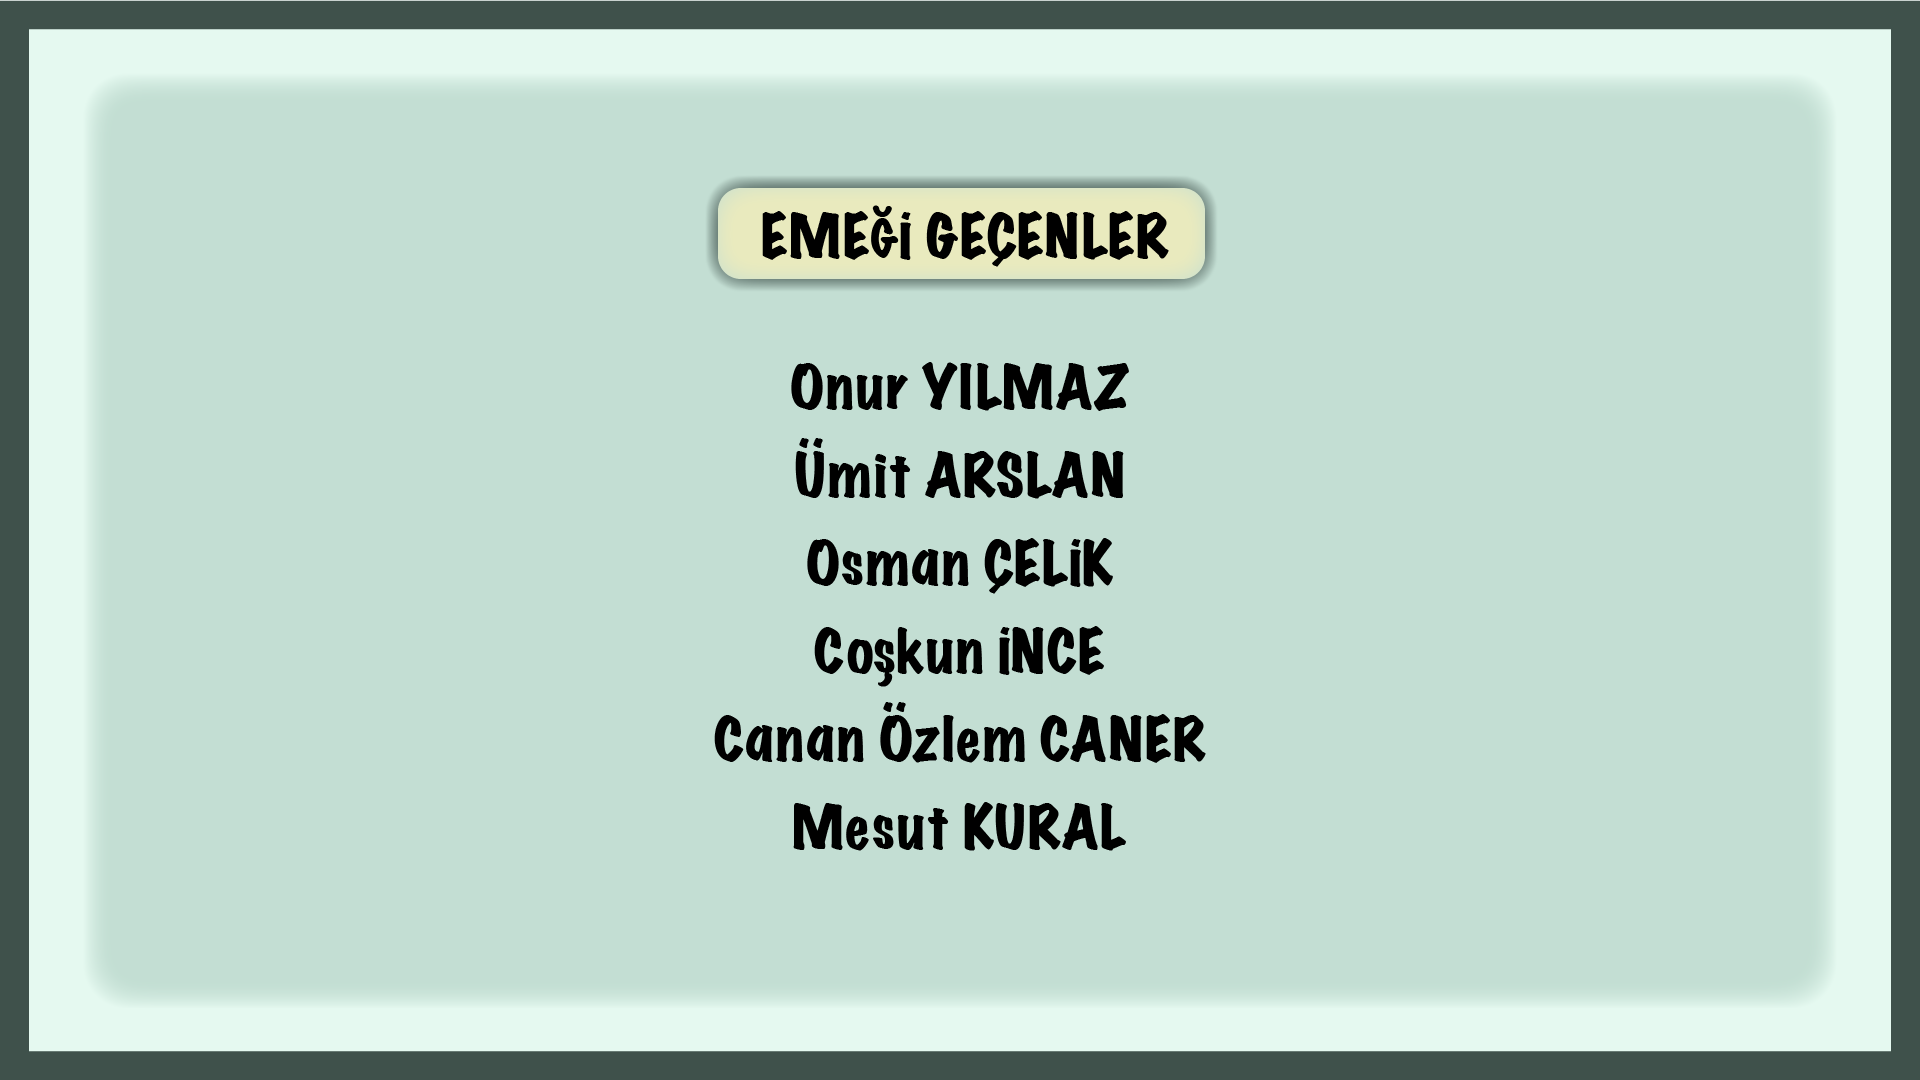 EMEĞİ GEÇENLER
Onur YILMAZ
Ümit ARSLAN
Osman ÇELİK
Coşkun İNCE
Canan Özlem CANER
Mesut KURAL